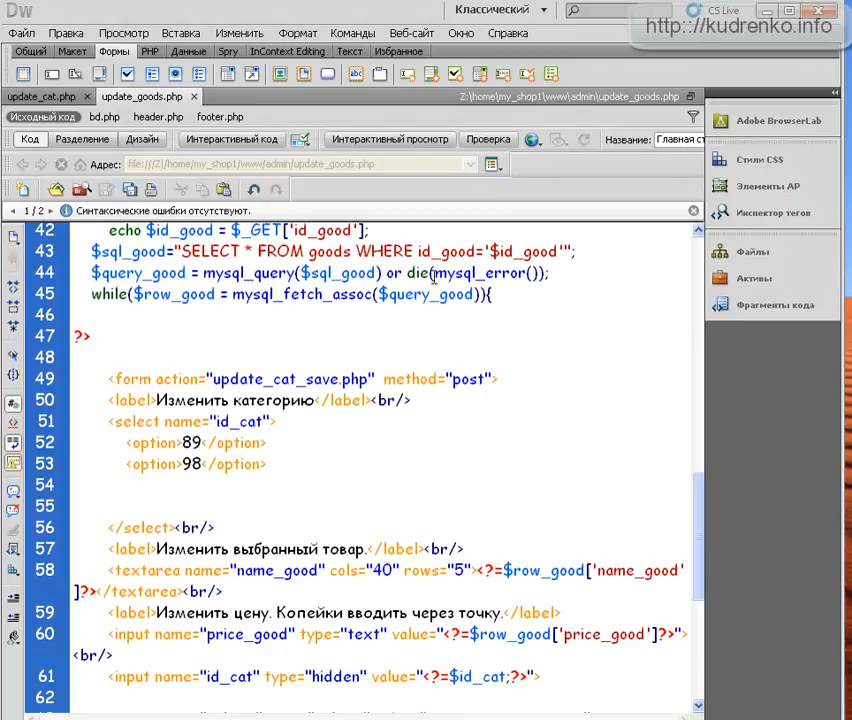 Dw
Классический
CS Live
http:://kudrenko.info
Файл Правка Просмотр Вставка Изменить Формат Команды Веб-сайт Окно Справка
Общий Макет Формы PHP Данные Spry InContext Editing Текст Избранное
update_cat.php update_goods.php Z:\home\my_shop1\www\admin\update_goods.php
Исходный код bd.php header.php footer.php
Код Разделение Дизайн Интерактивный код Интерактивный просмотр Проверка Название: Главная ст
Адрес: file:///Z|/home/my_shop1/www/admin/update_goods.php
1 / 2 Синтаксические ошибки отсутствуют.
42 echo $id_good = $_GET['id_good'];
43 $sql_good="SELECT * FROM goods WHERE id_good='$id_good'";
44 $query_good = mysql_query($sql_good) or die(mysql_error());
45 while($row_good = mysql_fetch_assoc($query_good)){
46
47 ?>
48
49 <form action="update_cat_save.php" method="post">
50 <label>Изменить категорию</label><br/>
51 <select name="id_cat">
52 <option>89</option>
53 <option>98</option>
54
55
56 </select><br/>
57 <label>Изменить выбранный товар.</label><br/>
58 <textarea name="name_good" cols="40" rows="5"><?=$row_good['name_good'
]?></textarea><br/>
59 <label>Изменить цену. Копейки вводить через точку.</label>
60 <input name="price_good" type="text" value="<?=$row_good['price_good']?>">
<br/>
61 <input name="id_cat" type="hidden" value="<?=$id_cat;?>">
62
Adobe BrowserLab
Стили CSS
Элементы AP
Инспектор тегов
Файлы
Активы
Фрагменты кода